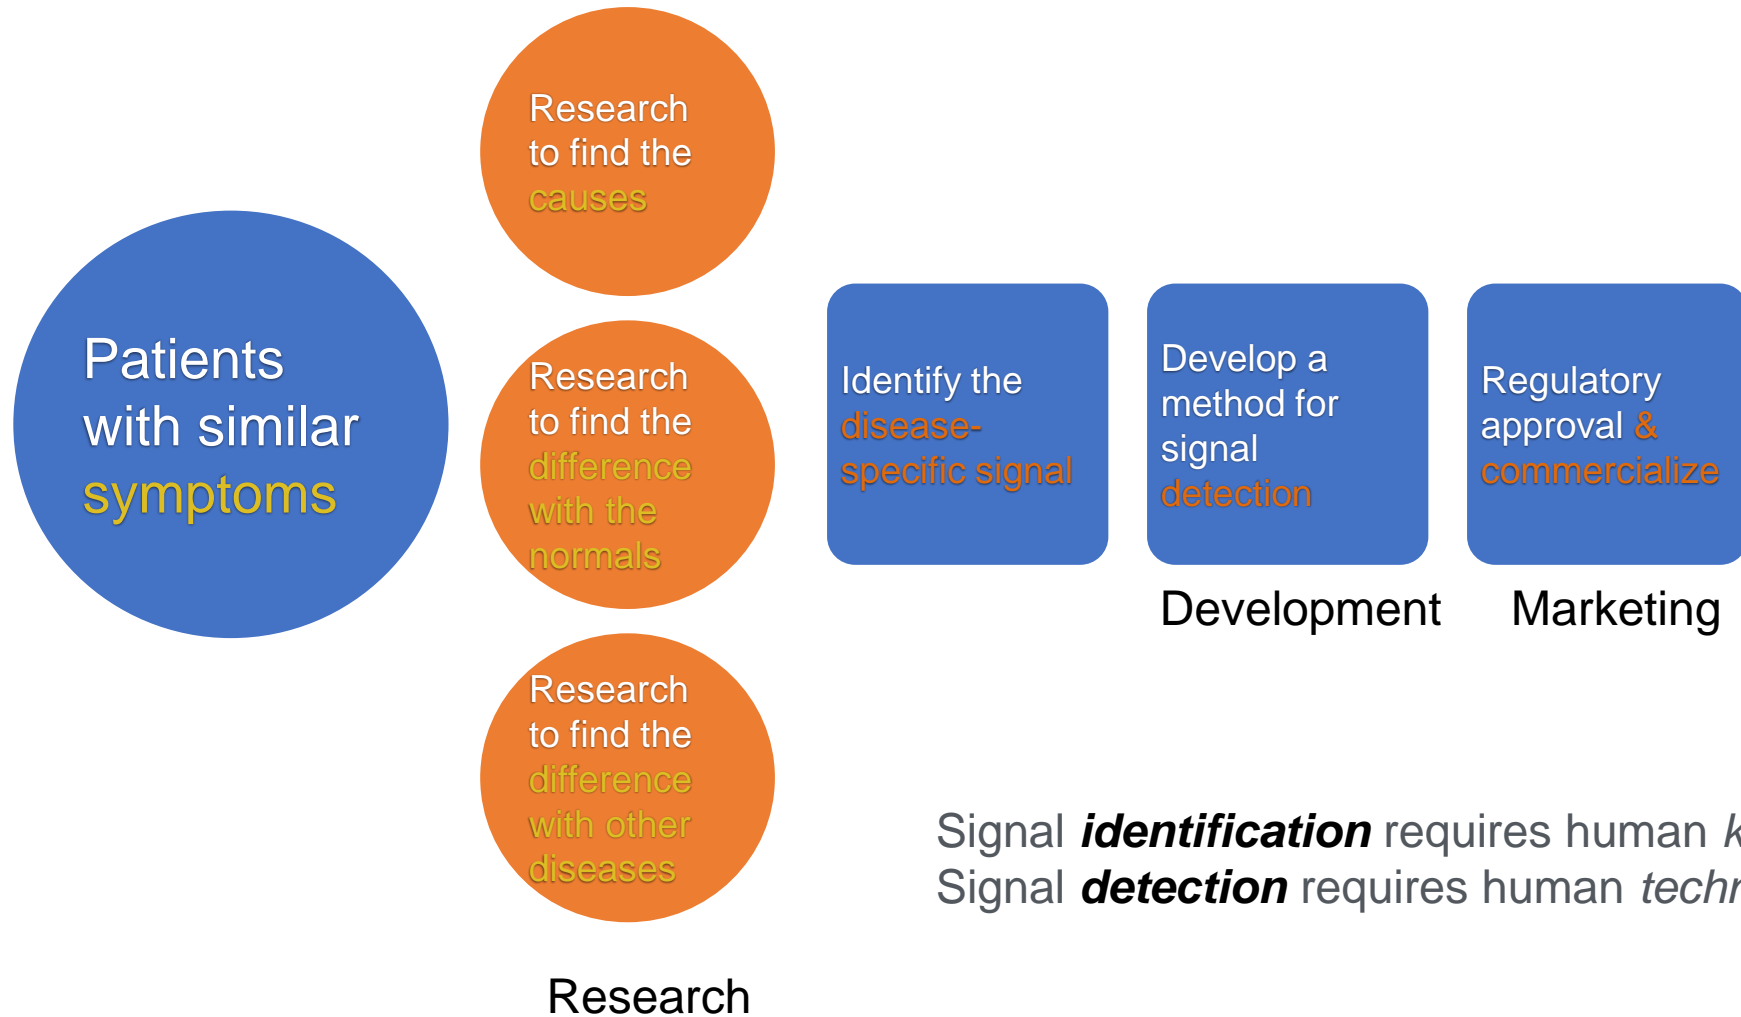 Patients
with similar
symptoms
Research
to find the
causes
Research
to find the
difference
with the
normals
Research
to find the
difference
with other
diseases
Research
Identify the
disease-
specific signal
Develop a
method for
signal
detection
Development
Regulatory
approval &
commercialize
Marketing
Signal identification requires human
Signal detection requires human